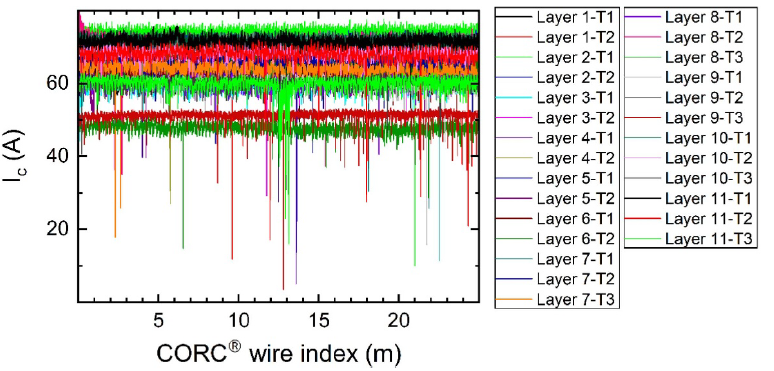 I_c (A)
60
40
20
5
10
15
20
CORC® wire index (m)
Layer 1-T1
Layer 1-T2
Layer 2-T1
Layer 2-T2
Layer 3-T1
Layer 3-T2
Layer 4-T1
Layer 4-T2
Layer 5-T1
Layer 5-T2
Layer 6-T1
Layer 6-T2
Layer 7-T1
Layer 7-T2
Layer 7-T3
Layer 8-T1
Layer 8-T2
Layer 8-T3
Layer 9-T1
Layer 9-T2
Layer 9-T3
Layer 10-T1
Layer 10-T2
Layer 10-T3
Layer 11-T1
Layer 11-T2
Layer 11-T3